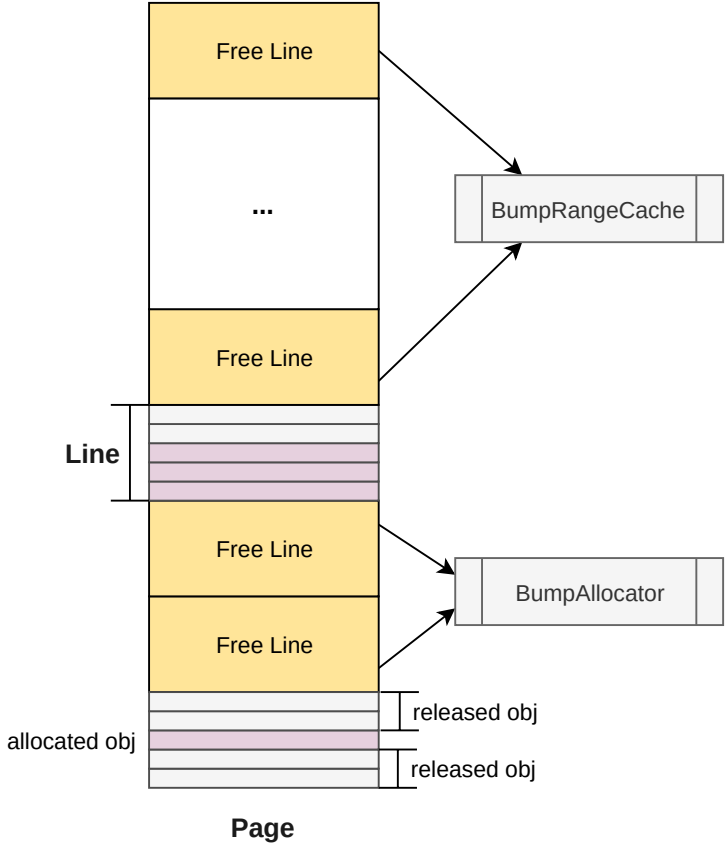 Free Line
...
BumpRangeCache
Free Line
Line
Free Line
BumpAllocator
Free Line
released obj
allocated obj
released obj
Page